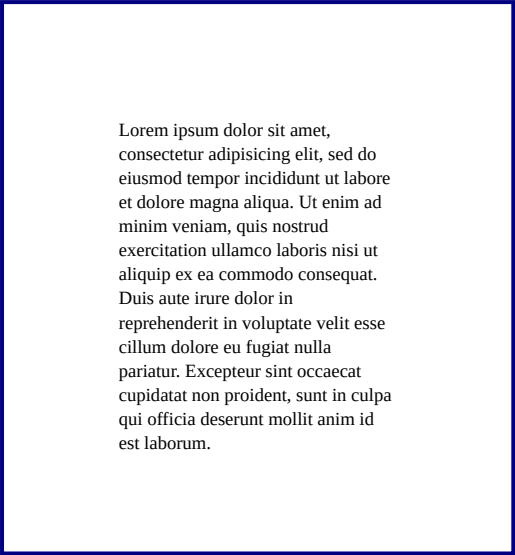 Lorem ipsum dolor sit amet,
consectetur adipisicing elit, sed do
eiusmod tempor incididunt ut labore
et dolore magna aliqua. Ut enim ad
minim veniam, quis nostrud
exercitation ullamco laboris nisi ut
aliquip ex ea commodo consequat.
Duis aute irure dolor in
reprehenderit in voluptate velit esse
cillum dolore eu fugiat nulla
pariatur. Excepteur sint occaecat
cupidatat non proident, sunt in culpa
qui officia deserunt mollit anim id
est laborum.